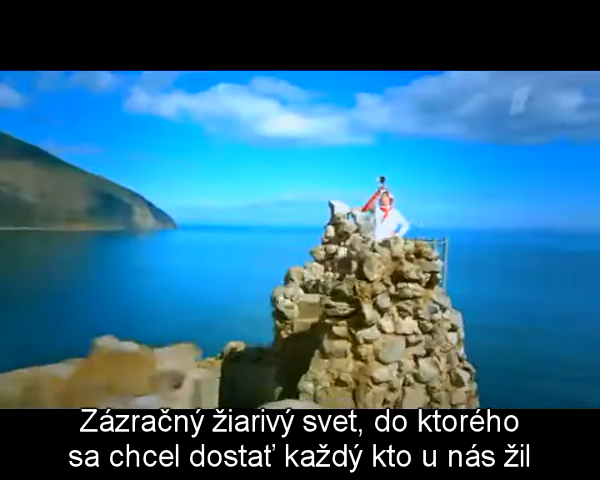 Zázračný žiarivý svet, do ktorého
sa chcel dostať každý kto u nás žil